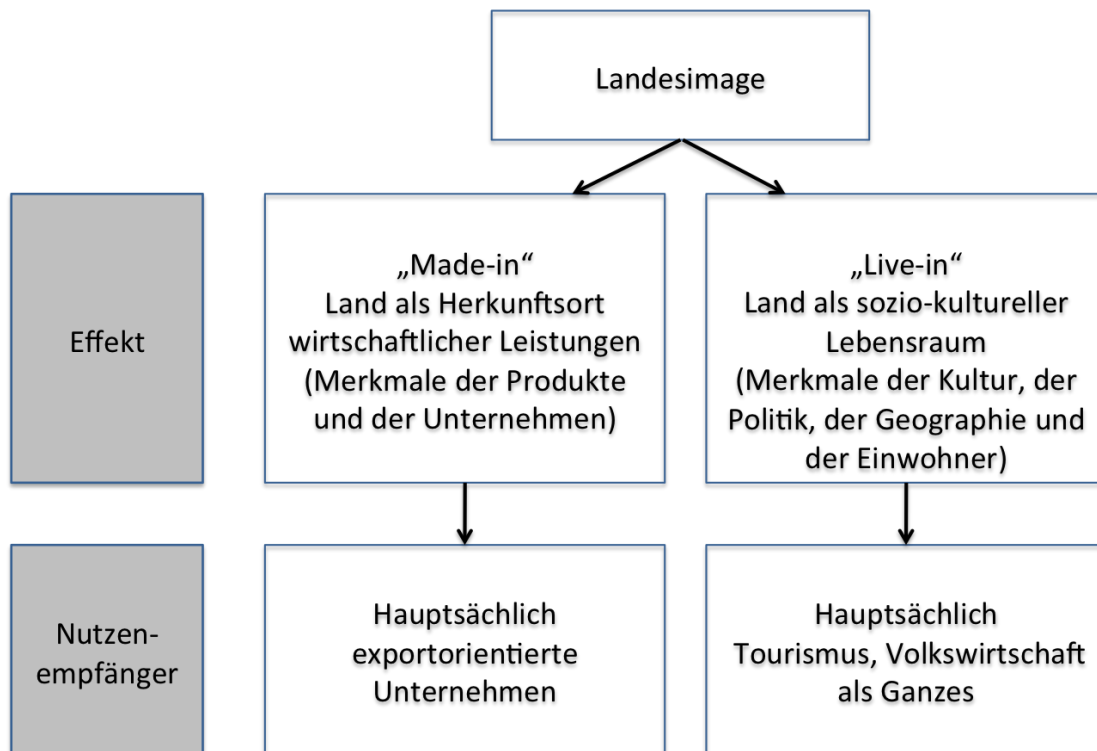 Landesimage
Effekt
„Made-in“
Land als Herkunftsort
wirtschaftlicher Leistungen
(Merkmale der Produkte
und der Unternehmen)
„Live-in“
Land als sozio-kultureller
Lebensraum
(Merkmale der Kultur, der
Politik, der Geographie und
der Einwohner)
Nutzen-
empfänger
Hauptsächlich
exportorientierte
Unternehmen
Hauptsächlich
Tourismus, Volkswirtschaft
als Ganzes